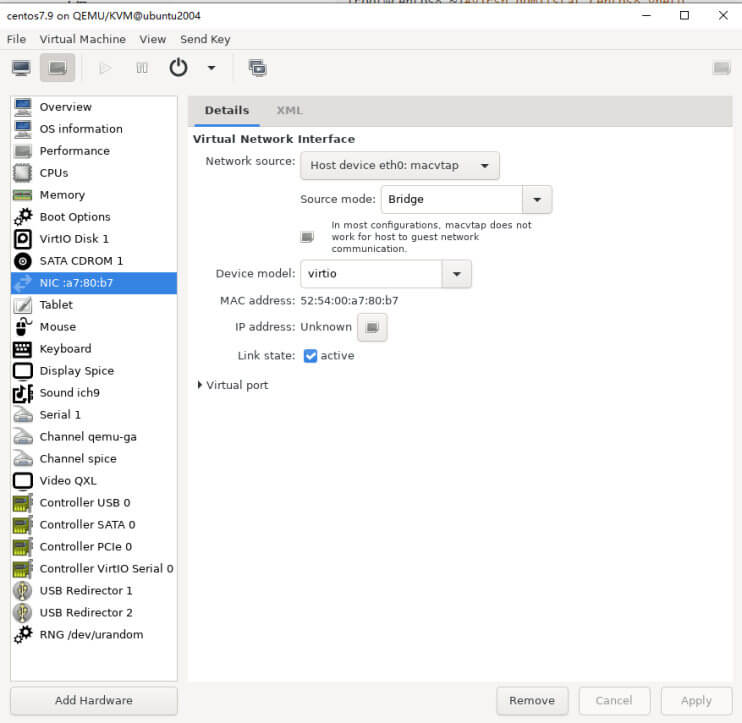 centos7.9 on QEMU/KVM@ubuntu2004
File Virtual Machine View Send Key
Overview
OS information
Performance
CPUs
Memory
Boot Options
VirtIO Disk 1
SATA CDROM 1
NIC :a7:80:b7
Tablet
Mouse
Keyboard
Display Spice
Sound ich9
Serial 1
Channel qemu-ga
Channel spice
Video QXL
Controller USB 0
Controller SATA 0
Controller PCIe 0
Controller VirtIO Serial 0
USB Redirector 1
USB Redirector 2
RNG /dev/urandom
Add Hardware
Details XML
Virtual Network Interface
Network source: Host device eth0: macvtap
Source mode: Bridge
In most configurations, macvtap does not
work for host to guest network
communication.
Device model: virtio
MAC address: 52:54:00:a7:80:b7
IP address: Unknown
Link state: active
Virtual port
Remove Cancel Apply